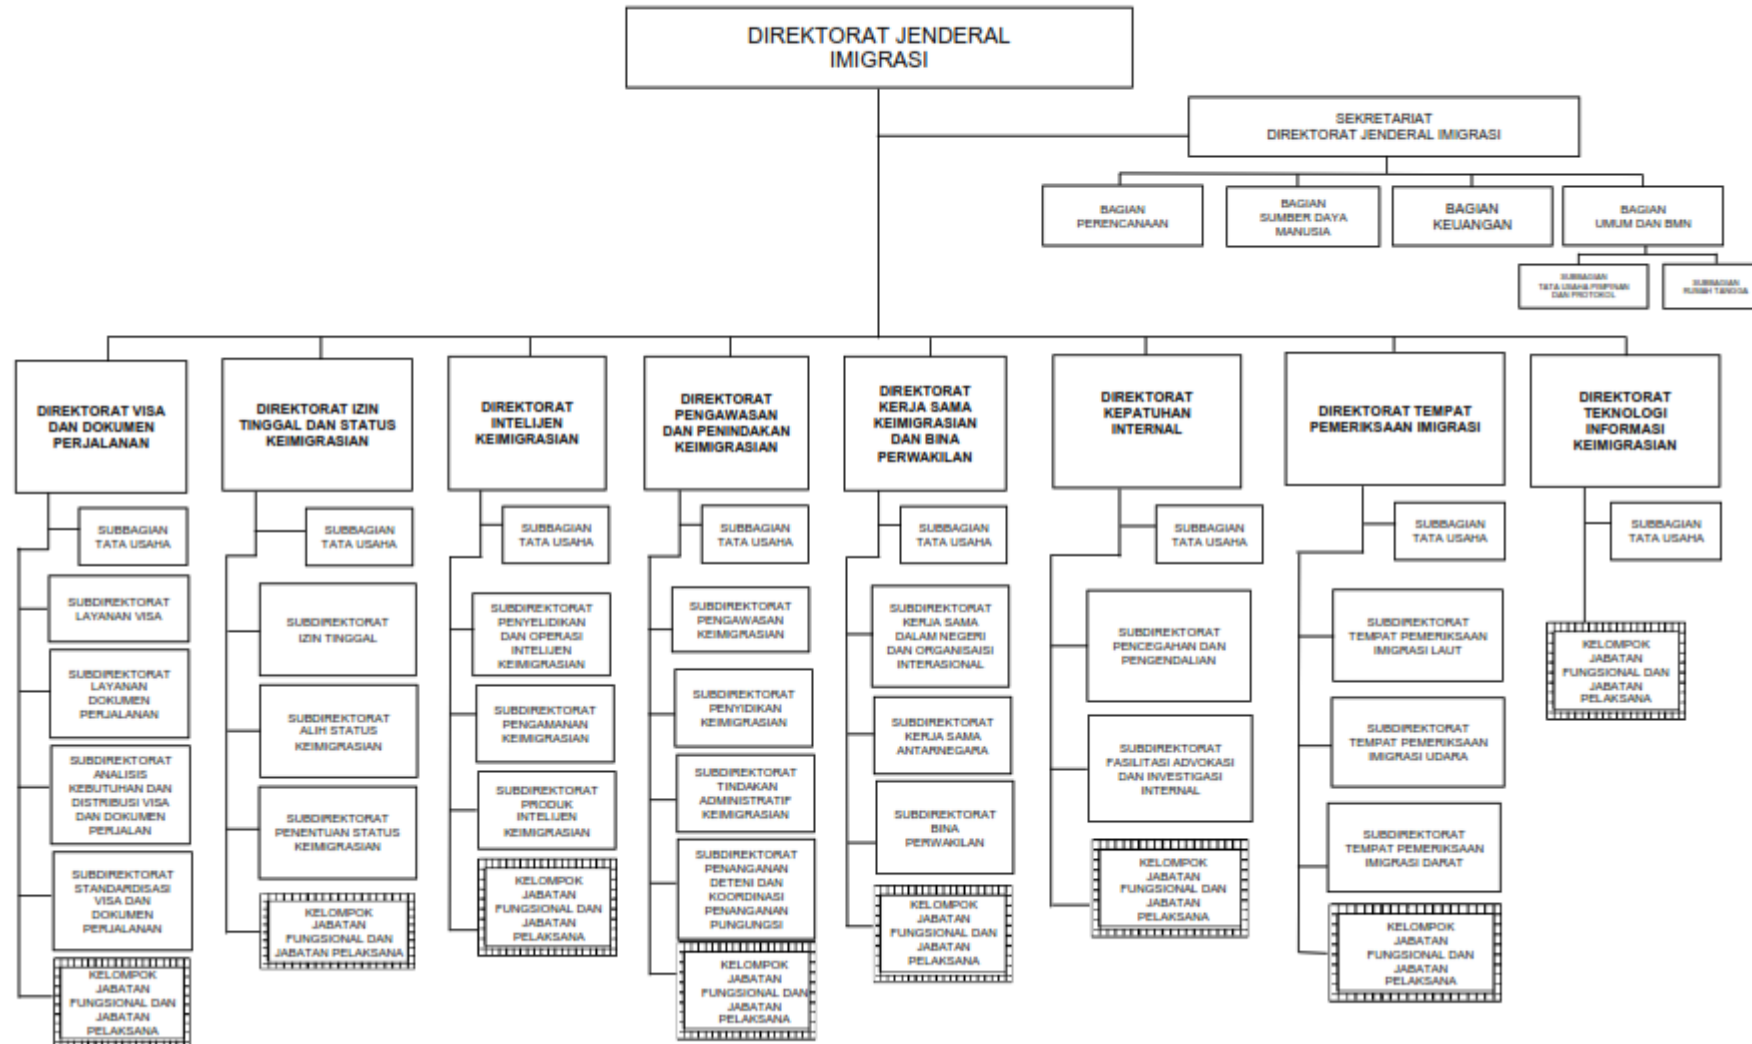 DIREKTORAT JENDERAL
IMIGRASI
SEKRETARIAT
DIREKTORAT JENDERAL IMIGRASI
BAGIAN
PERENCANAAN
BAGIAN
SUMBER DAYA
MANUSIA
BAGIAN
KEUANGAN
BAGIAN
UMUM DAN BMN
SUBBAGIAN
TATA USAHA PIMPINAN
DAN PROTOKOL
SUBBAGIAN
RUMAH TANGGA
DIREKTORAT VISA
DAN DOKUMEN
PERJALANAN
SUBBAGIAN
TATA USAHA
SUBDIREKTORAT
LAYANAN VISA
SUBDIREKTORAT
LAYANAN
DOKUMEN
PERJALANAN
SUBDIREKTORAT
ANALISIS
KEBUTUHAN DAN
DISTRIBUSI VISA
DAN DOKUMEN
PERJALAN
SUBDIREKTORAT
STANDARDISASI
VISA DAN
DOKUMEN
PERJALANAN
KELOMPOK
JABATAN
FUNGSIONAL DAN
JABATAN
PELAKSANA
DIREKTORAT IZIN
TINGGAL DAN STATUS
KEIMIGRASIAN
SUBBAGIAN
TATA USAHA
SUBDIREKTORAT
IZIN TINGGAL
SUBDIREKTORAT
ALIH STATUS
KEIMIGRASIAN
SUBDIREKTORAT
PENENTUAN STATUS
KEIMIGRASIAN
KELOMPOK
JABATAN
FUNGSIONAL DAN
JABATAN PELAKSANA
DIREKTORAT
INTELIJEN
KEIMIGRASIAN
SUBBAGIAN
TATA USAHA
SUBDIREKTORAT
PENYELIDIKAN
DAN OPERASI
INTELIJEN
KEIMIGRASIAN
SUBDIREKTORAT
PENGAMANAN
KEIMIGRASIAN
SUBDIREKTORAT
PRODUK
INTELIJEN
KEIMIGRASIAN
KELOMPOK
JABATAN
FUNGSIONAL DAN
JABATAN
PELAKSANA
DIREKTORAT
PENGAWASAN
DAN PENINDAKAN
KEIMIGRASIAN
SUBBAGIAN
TATA USAHA
SUBDIREKTORAT
PENGAWASAN
KEIMIGRASIAN
SUBDIREKTORAT
PENYIDIKAN
KEIMIGRASIAN
SUBDIREKTORAT
TINDAKAN
ADMINISTRATIF
KEIMIGRASIAN
SUBDIREKTORAT
PENANGANAN
DETENI DAN
KOORDINASI
PENANGANAN
PUNGUNGSI
KELOMPOK
JABATAN
FUNGSIONAL DAN
JABATAN
PELAKSANA
DIREKTORAT
KERJA SAMA
KEIMIGRASIAN
DAN BINA
PERWAKILAN
SUBBAGIAN
TATA USAHA
SUBDIREKTORAT
KERJA SAMA
DALAM NEGERI
DAN ORGANISAISI
INTERASIONAL
SUBDIREKTORAT
KERJA SAMA
ANTARNEGARA
SUBDIREKTORAT
BINA
PERWAKILAN
KELOMPOK
JABATAN
FUNGSIONAL DAN
JABATAN
PELAKSANA
DIREKTORAT
KEPATUHAN
INTERNAL
SUBBAGIAN
TATA USAHA
SUBDIREKTORAT
PENCEGAHAN DAN
PENGENDALIAN
SUBDIREKTORAT
FASILITASI ADVOKASI
DAN INVESTIGASI
INTERNAL
KELOMPOK
JABATAN
FUNGSIONAL DAN
JABATAN
PELAKSANA
DIREKTORAT TEMPAT
PEMERIKSAAN IMIGRASI
SUBBAGIAN
TATA USAHA
SUBDIREKTORAT
TEMPAT PEMERIKSAAN
IMIGRASI LAUT
SUBDIREKTORAT
TEMPAT PEMERIKSAAN
IMIGRASI UDARA
SUBDIREKTORAT
TEMPAT PEMERIKSAAN
IMIGRASI DARAT
KELOMPOK
JABATAN
FUNGSIONAL DAN
JABATAN
PELAKSANA
DIREKTORAT
TEKNOLOGI
INFORMASI
KEIMIGRASIAN
SUBBAGIAN
TATA USAHA
KELOMPOK
JABATAN
FUNGSIONAL DAN
JABATAN
PELAKSANA